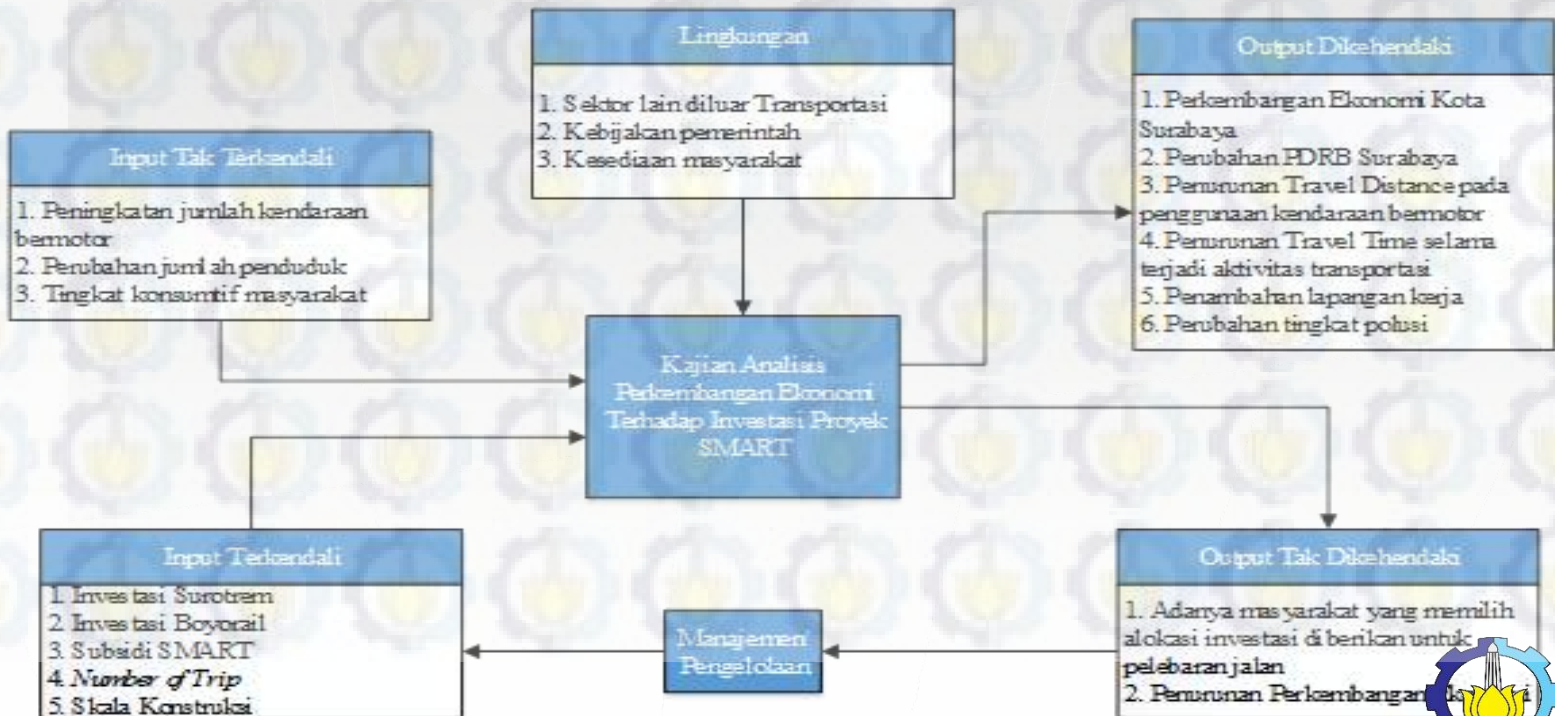 Lingkungan
1. Sektor lain diluar Transportasi
2. Kebijakan pemerintah
3. Kesediaan masyarakat
Output Dikehendaki
1. Perkembangan Ekonomi Kota
Surabaya
2. Perubahan PDRB Surabaya
3. Penurunan Travel Distance pada
penggunaan kendaraan bermotor
4. Penurunan Travel Time selama
terjadi aktivitas transportasi
5. Penambahan lapangan kerja
6. Perubahan tingkat polusi
Input Tak Terkendali
1. Peningkatan jumlah kendaraan
bermotor
2. Perubahan jumlah penduduk
3. Tingkat konsumtif masyarakat
Kajian Analisis
Perkembangan Ekonomi
Terhadap Investasi Proyek
SMART
Input Terkendali
1. Investasi Surotrem
2. Investasi Boyorail
3. Subsidi SMART
4. Number of Trip
5. Skala Konstruksi
Manajemen
Pengelolaan
Output Tak Dikehendaki
1. Adanya masyarakat yang memilih
alokasi investasi diberikan untuk
pelebaran jalan
2. Penurunan Perkembangan